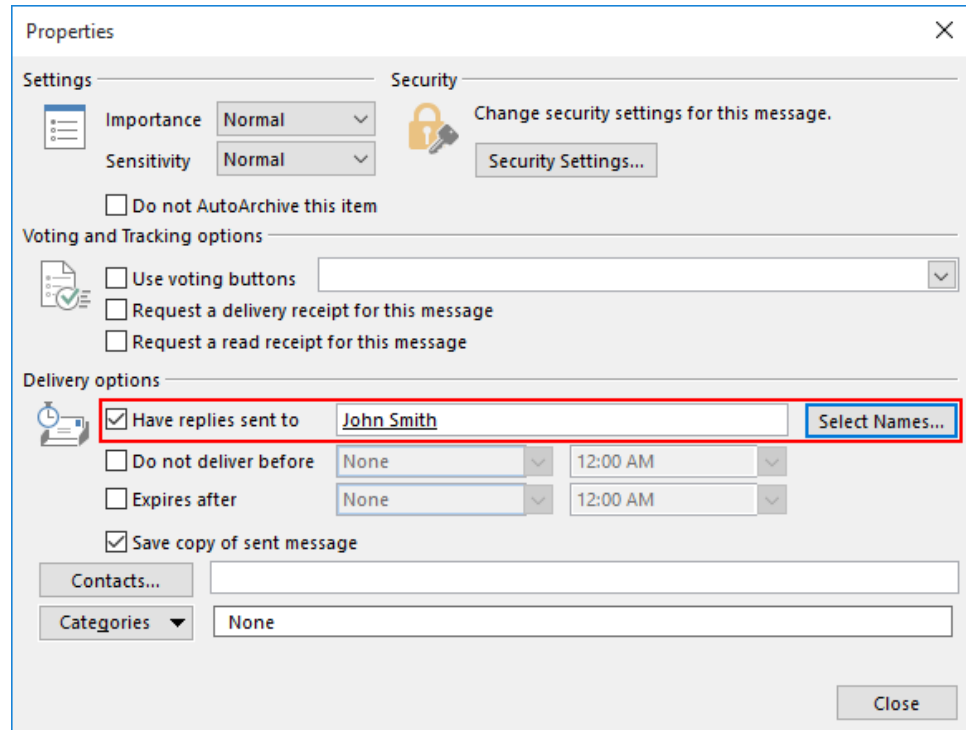 Properties
Settings Security
Importance Normal Change security settings for this message.
Sensitivity Normal Security Settings...
Do not AutoArchive this item
Voting and Tracking options
Use voting buttons
Request a delivery receipt for this message
Request a read receipt for this message
Delivery options
Have replies sent to John Smith Select Names...
Do not deliver before None 12:00 AM
Expires after None 12:00 AM
Save copy of sent message
Contacts...
Categories None
Close